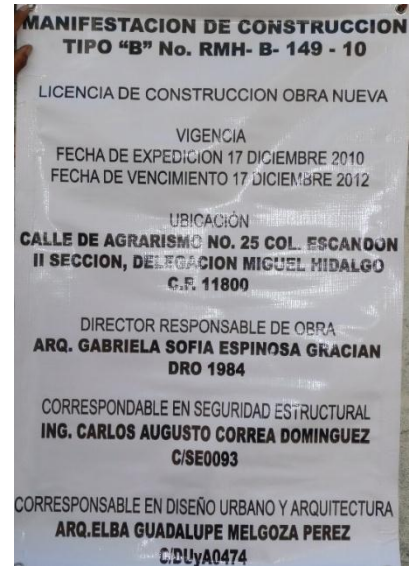 MANIFESTACION DE CONSTRUCCION
TIPO “B” No. RMH- B- 149 - 10
LICENCIA DE CONSTRUCCION OBRA NUEVA
VIGENCIA
FECHA DE EXPEDICION 17 DICIEMBRE 2010
FECHA DE VENCIMIENTO 17 DICIEMBRE 2012
UBICACIÓN
CALLE DE AGRARISMO NO. 25 COL. ESCANDON
II SECCION, DELEGACION MIGUEL HIDALGO
C.P. 11800
DIRECTOR RESPONSABLE DE OBRA
ARQ. GABRIELA SOFIA ESPINOSA GRACIAN
DRO 1984
CORRESPONDABLE EN SEGURIDAD ESTRUCTURAL
ING. CARLOS AUGUSTO CORREA DOMINGUEZ
C/SE0093
CORRESPONSABLE EN DISEÑO URBANO Y ARQUITECTURA
ARQ.ELBA GUADALUPE MELGOZA PEREZ
C/DUyA0474